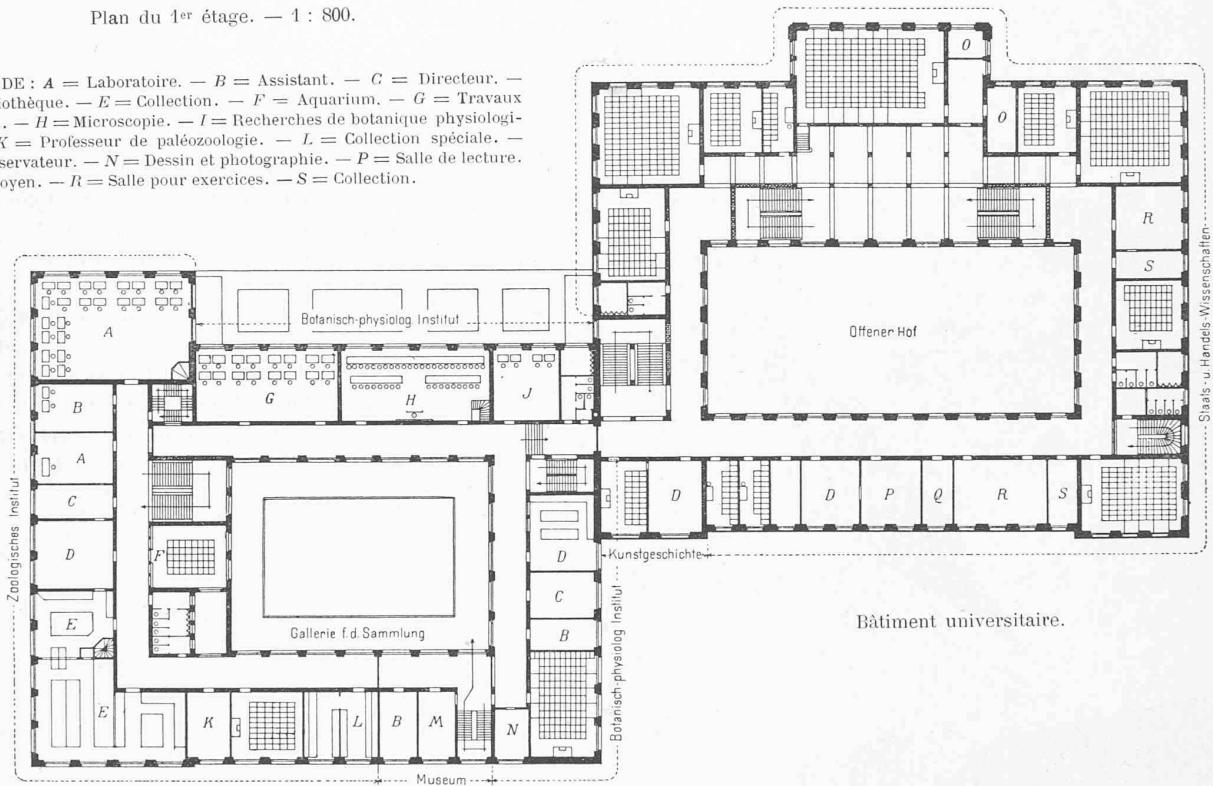 Plan du 1er étage. — 1 : 800.
DE : A = Laboratoire. — B = Assistant. — C = Directeur. —
liothèque. — E = Collection. — F = Aquarium. — G = Travaux
. — H = Microscopie. — I = Recherches de botanique physiologi-
K = Professeur de paléozoologie. — L = Collection spéciale. —
servateur. — N = Dessin et photographie. — P = Salle de lecture.
oyen. — R = Salle pour exercices. — S = Collection.
O
O
R
S
Staats- u. Handels-Wissenschaften
Offener Hof
Botanisch-physiolog. Institut
A
G
H
J
B
A
C
D
F
E
E
Zoologisches Institut
Gallerie f. d. Sammlung
D
C
B
Botanisch-physiolog. Institut
D
D
P
Q
R
S
Kunstgeschichte
K
L
B
M
N
Museum
Bâtiment universitaire.